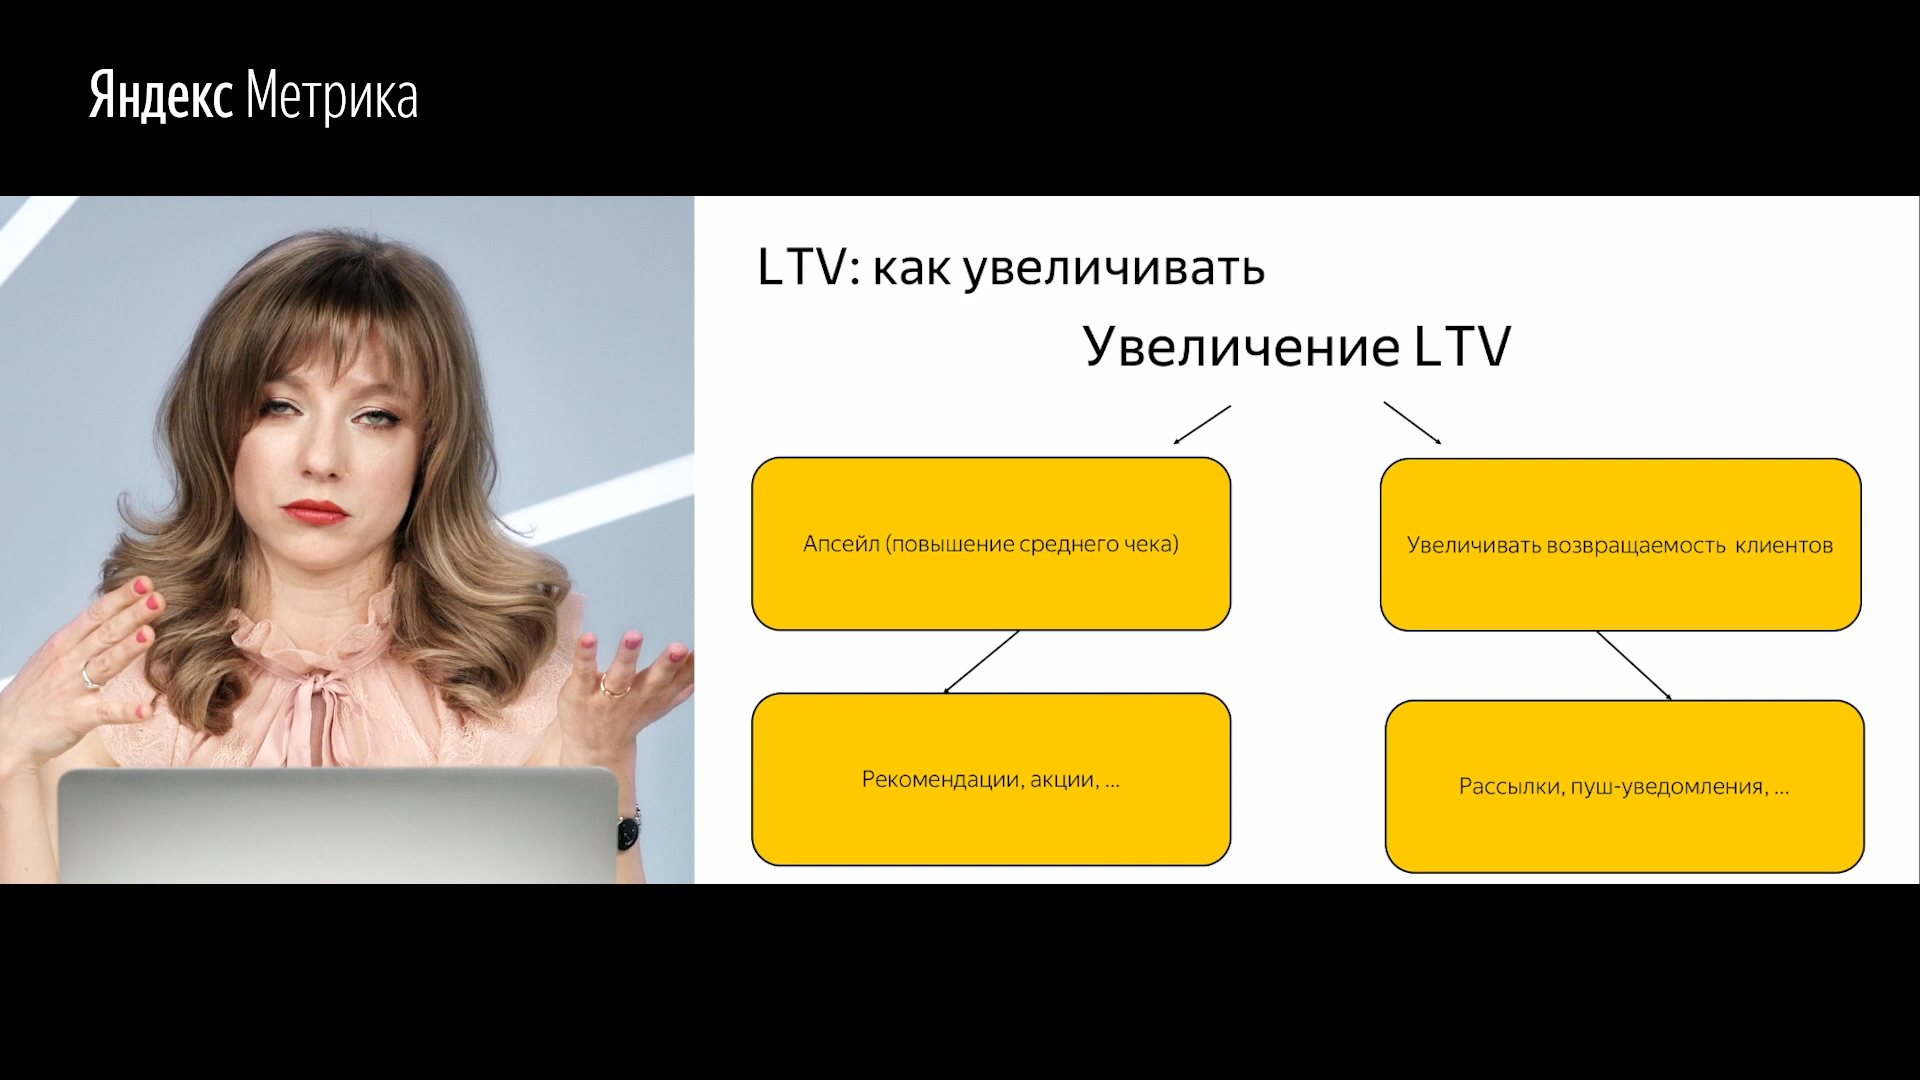 Яндекс Метрика
LTV: как увеличивать
Увеличение LTV
Апсейл (повышение среднего чека)
Увеличивать возвращаемость клиентов
Рекомендации, акции, ...
Рассылки, пуш-уведомления, ...